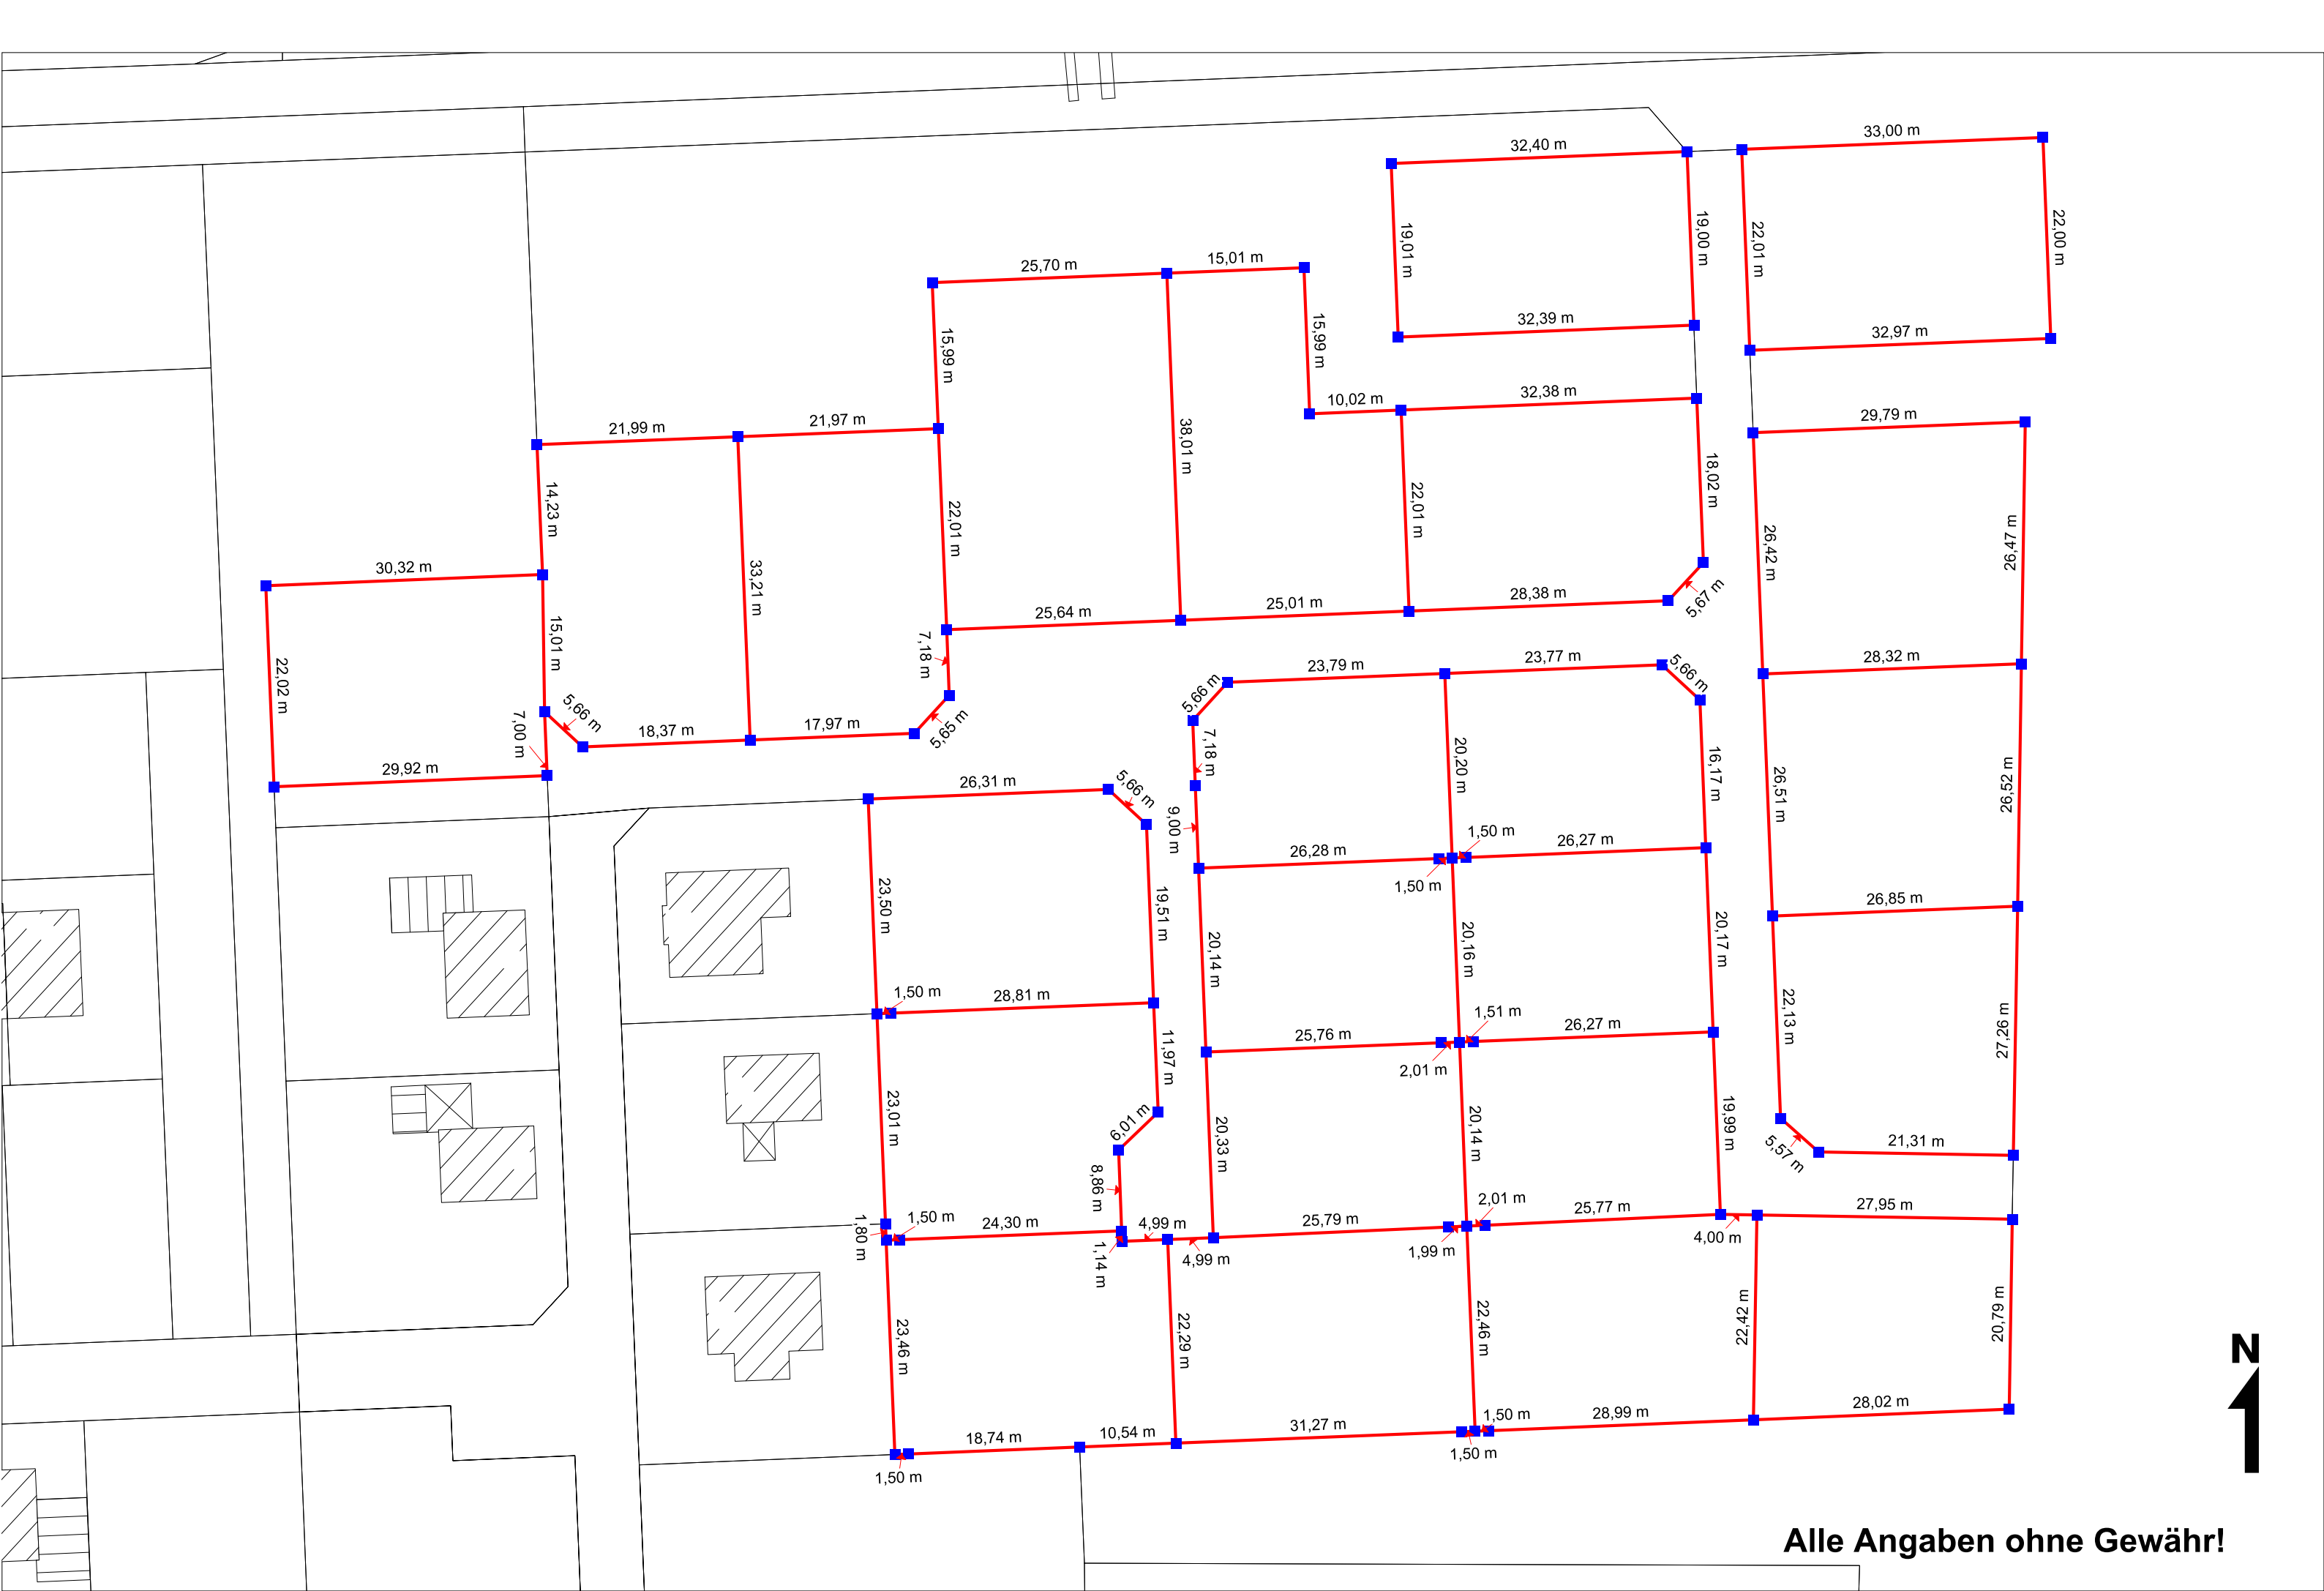 33,00 m
32,40 m
19,01 m
19,00 m
22,01 m
22,00 m
25,70 m
15,01 m
15,99 m
15,99 m
32,39 m
32,97 m
10,02 m
32,38 m
29,79 m
21,99 m
21,97 m
38,01 m
14,23 m
22,01 m
22,01 m
18,02 m
26,42 m
26,47 m
30,32 m
33,21 m
15,01 m
25,64 m
25,01 m
28,38 m
5,67 m
7,18 m
22,02 m
5,66 m
7,00 m
18,37 m
17,97 m
5,65 m
5,66 m
23,79 m
23,77 m
5,66 m
28,32 m
7,18 m
29,92 m
26,31 m
5,66 m
20,20 m
16,17 m
26,51 m
26,52 m
9,00 m
26,28 m
1,50 m
1,50 m
26,27 m
23,50 m
19,51 m
26,85 m
20,14 m
20,16 m
20,17 m
1,50 m
28,81 m
22,13 m
27,26 m
11,97 m
25,76 m
2,01 m
1,51 m
26,27 m
23,01 m
6,01 m
20,33 m
20,14 m
19,99 m
5,57 m
21,31 m
8,86 m
1,80 m
1,50 m
24,30 m
1,14 m
4,99 m
4,99 m
25,79 m
1,99 m
2,01 m
25,77 m
4,00 m
27,95 m
23,46 m
22,29 m
22,46 m
22,42 m
20,79 m
1,50 m
18,74 m
10,54 m
31,27 m
1,50 m
1,50 m
28,99 m
28,02 m
N
Alle Angaben ohne Gewähr!